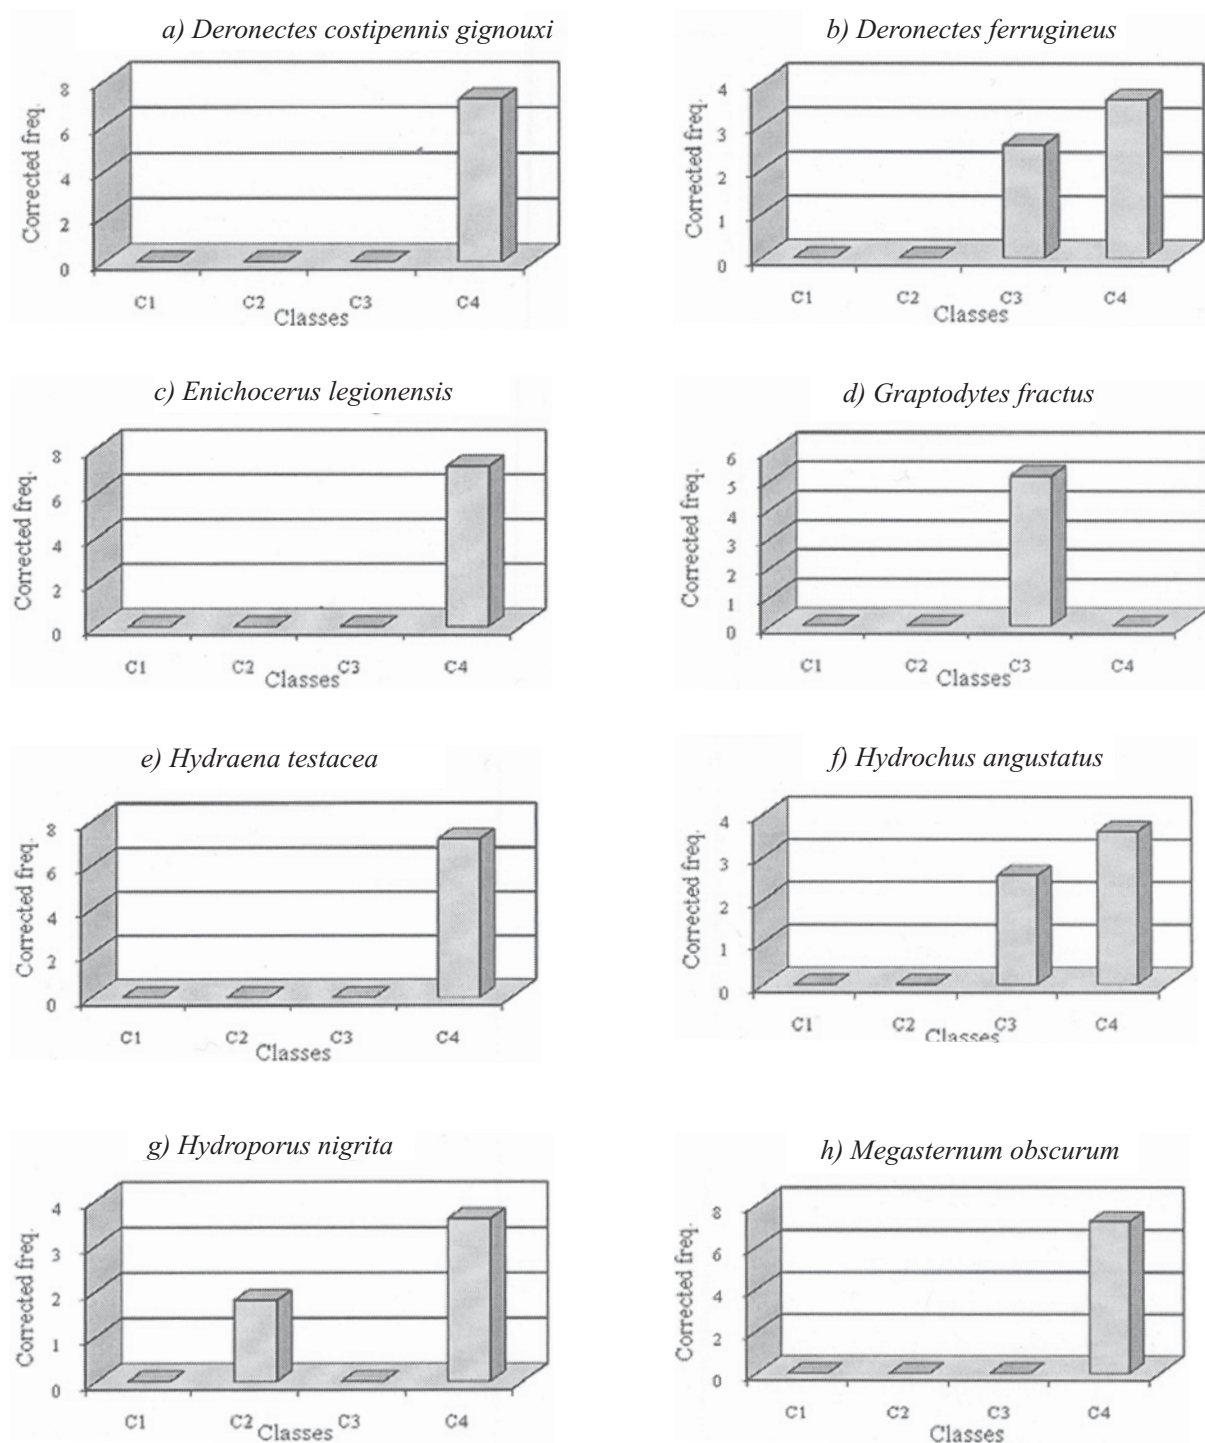 a) Deronectes costipennis gignouxi
Corrected freq.
8
6
4
2
0
C1 C2 C3 C4
Classes
b) Deronectes ferrugineus
Corrected freq.
4
3
2
1
0
C1 C2 C3 C4
Classes
c) Enichocerus legionensis
Corrected freq.
8
6
4
2
0
C1 C2 C3 C4
Classes
d) Graptodytes fractus
Corrected freq.
6
5
4
3
2
1
0
C1 C2 C3 C4
Classes
e) Hydraena testacea
Corrected freq.
8
6
4
2
0
C1 C2 C3 C4
Classes
f) Hydrochus angustatus
Corrected freq.
4
3
2
1
0
C1 C2 C3 C4
Classes
g) Hydroporus nigrita
Corrected freq.
4
3
2
1
0
C1 C2 C3 C4
Classes
h) Megasternum obscurum
Corrected freq.
8
6
4
2
0
C1 C2 C3 C4
Classes